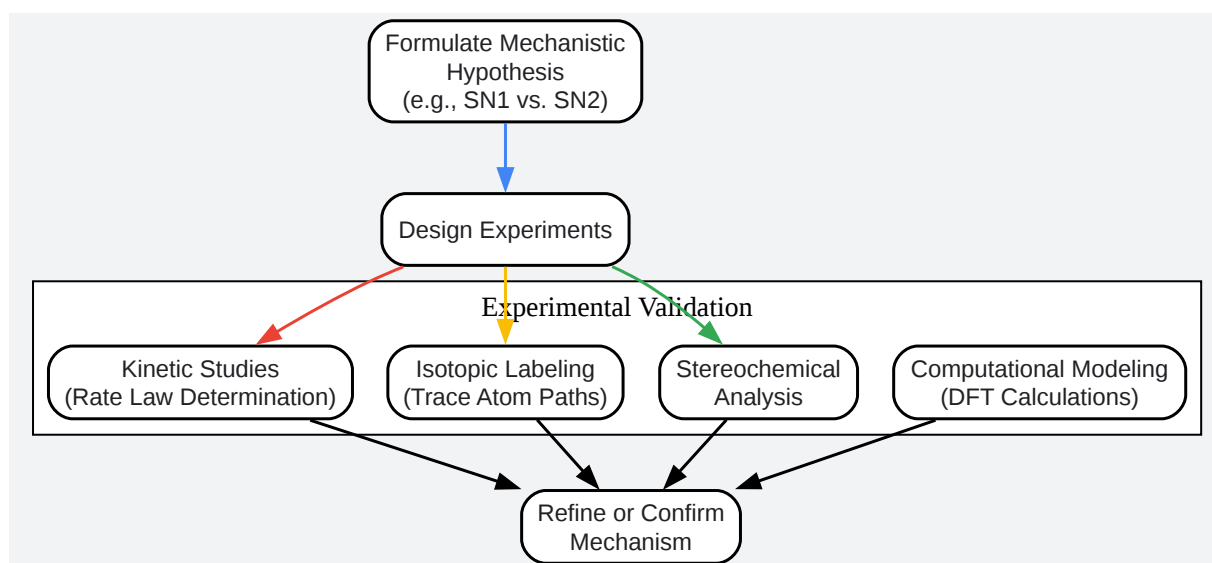 Formulate Mechanistic
Hypothesis
(e.g., SN1 vs. SN2)
Design Experiments
Experimental Validation
Kinetic Studies
(Rate Law Determination)
Isotopic Labeling
(Trace Atom Paths)
Stereochemical
Analysis
Computational Modeling
(DFT Calculations)
Refine or Confirm
Mechanism